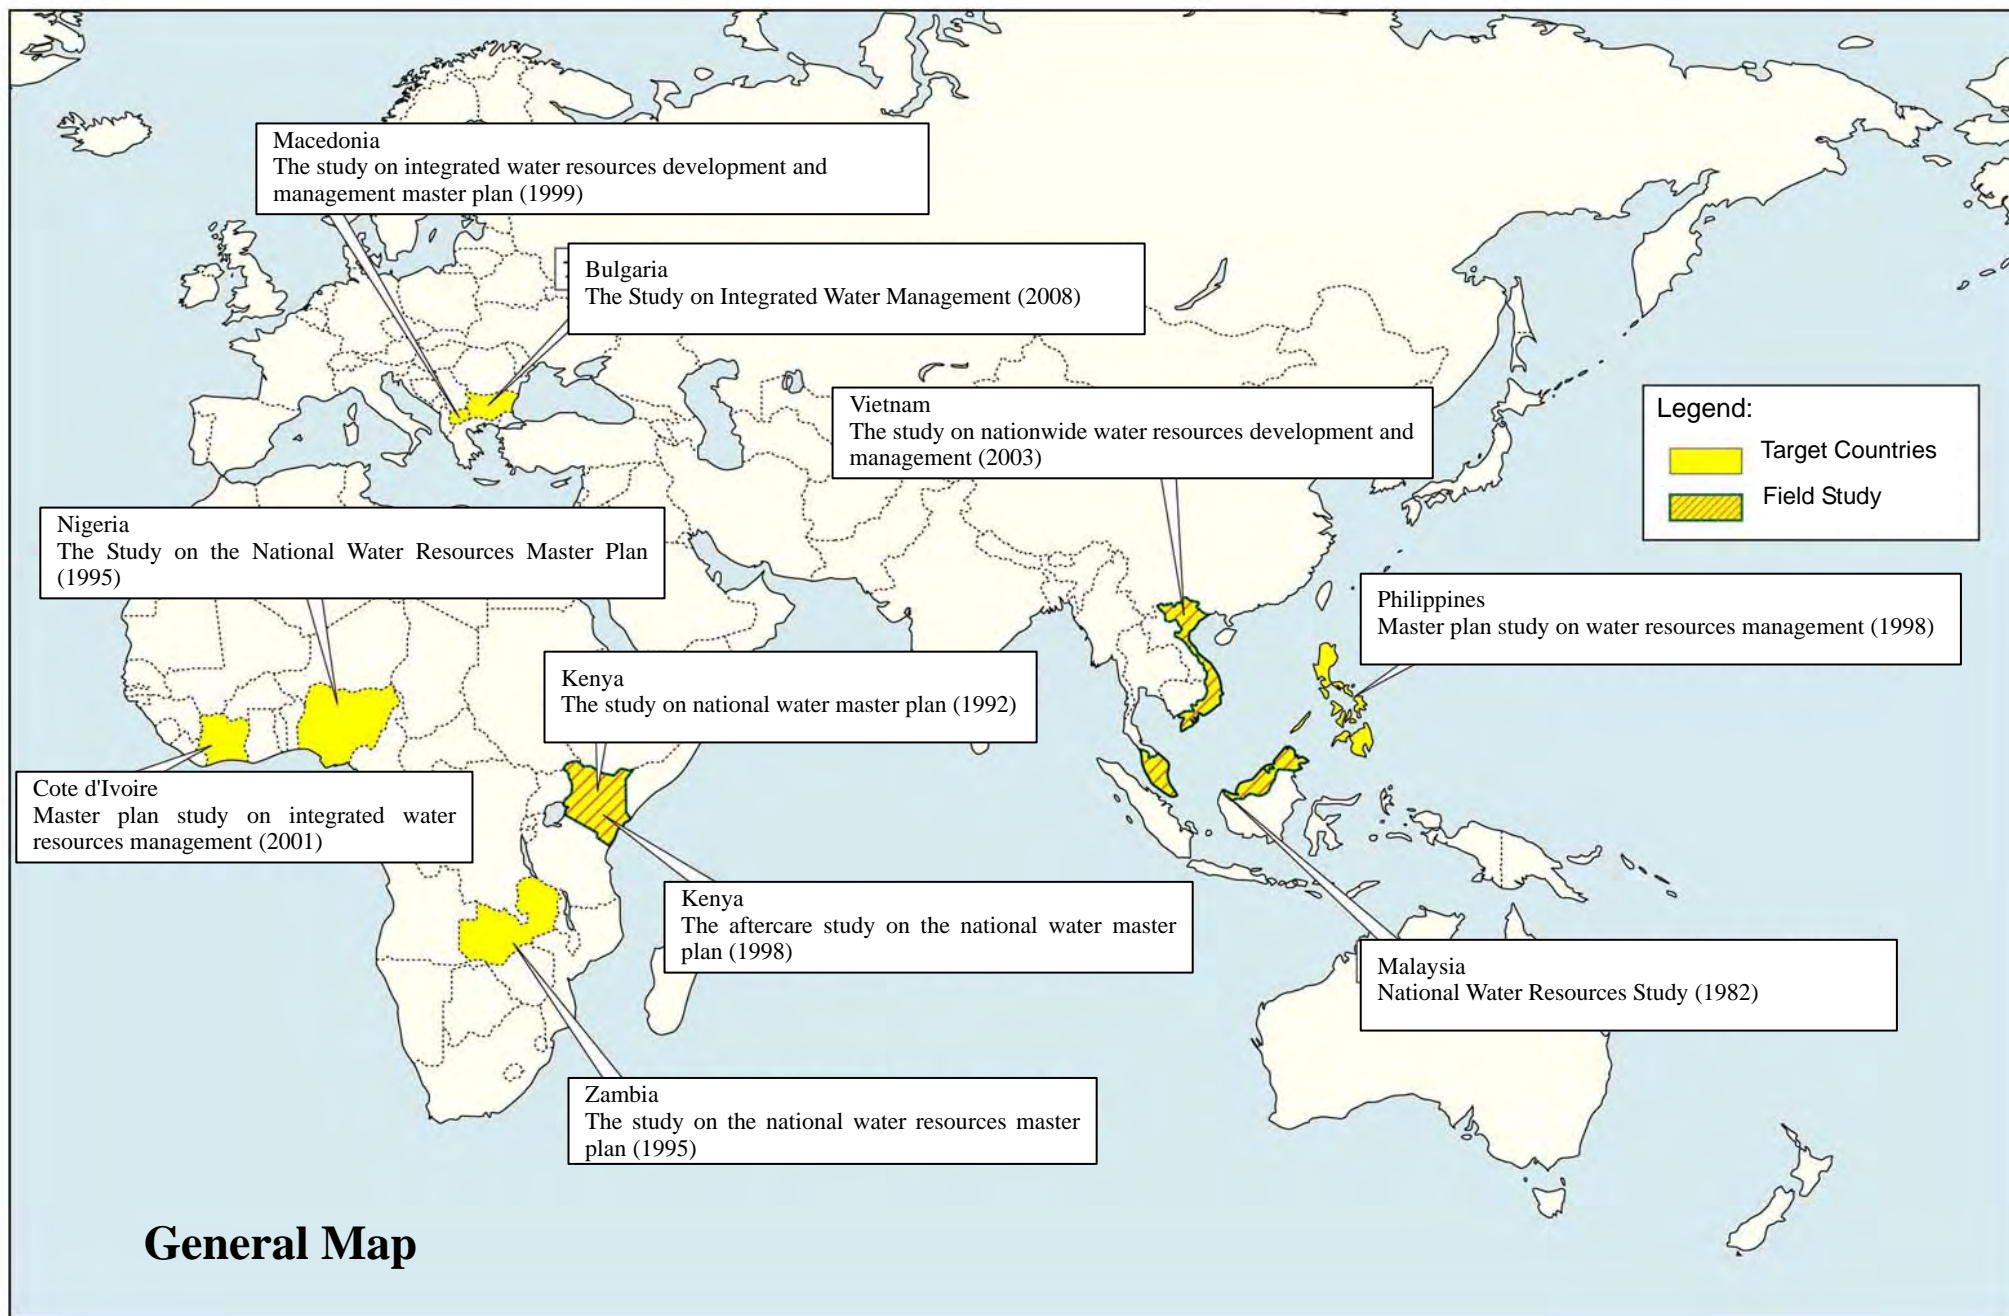 Macedonia
The study on integrated water resources development and
management master plan (1999)
Bulgaria
The Study on Integrated Water Management (2008)
Vietnam
The study on nationwide water resources development and
management (2003)
Legend:
Target Countries
Field Study
Nigeria
The Study on the National Water Resources Master Plan
(1995)
Philippines
Master plan study on water resources management (1998)
Kenya
The study on national water master plan (1992)
Cote d'Ivoire
Master plan study on integrated water
resources management (2001)
Kenya
The aftercare study on the national water master
plan (1998)
Malaysia
National Water Resources Study (1982)
Zambia
The study on the national water resources master
plan (1995)
General Map